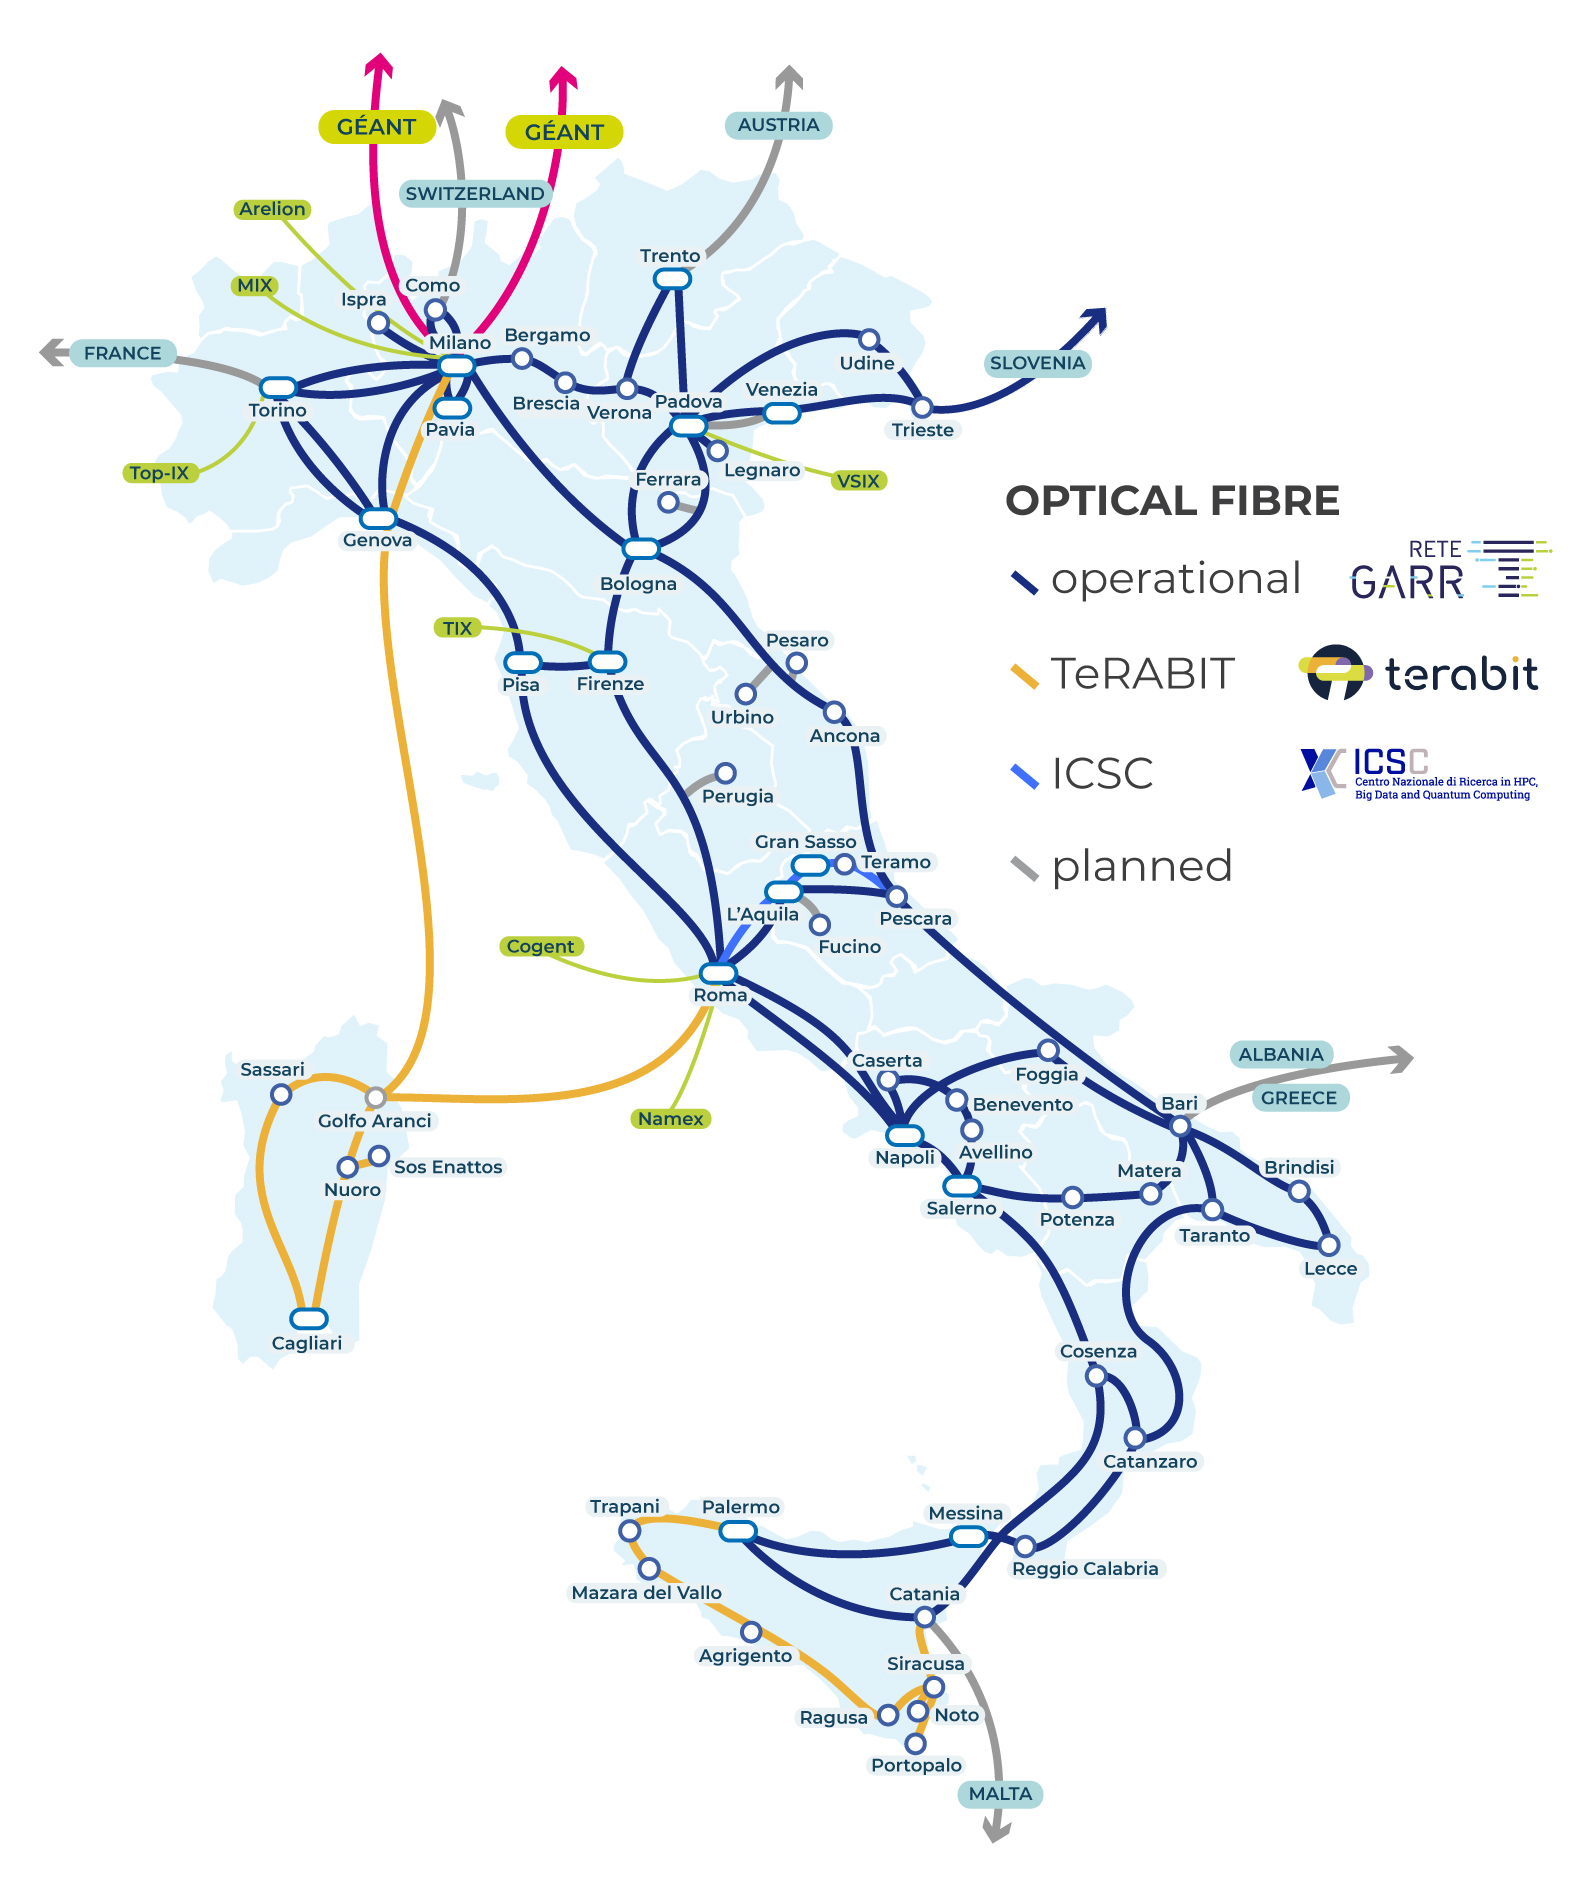 GÉANT
GÉANT
AUSTRIA
SWITZERLAND
Arelion
Trento
MIX
Como
Ispra
Bergamo
Milano
FRANCE
Udine
SLOVENIA
Venezia
Brescia
Verona
Padova
Torino
Pavia
Trieste
Top-IX
Legnaro
Ferrara
VSIX
OPTICAL FIBRE
Genova
RETE
GARR
operational
Bologna
TIX
Pesaro
TeRABIT
terabit
Pisa
Firenze
Urbino
Ancona
ICSC
ICSC
Centro Nazionale di Ricerca in HPC,
Big Data and Quantum Computing
Perugia
Gran Sasso
Teramo
planned
L'Aquila
Pescara
Cogent
Fucino
Roma
ALBANIA
Caserta
Sassari
Foggia
GREECE
Bari
Benevento
Golfo Aranci
Namex
Avellino
Napoli
Sos Enattos
Matera
Brindisi
Nuoro
Salerno
Potenza
Taranto
Lecce
Cagliari
Cosenza
Catanzaro
Trapani
Palermo
Messina
Reggio Calabria
Mazara del Vallo
Catania
Agrigento
Siracusa
Ragusa
Noto
Portopalo
MALTA